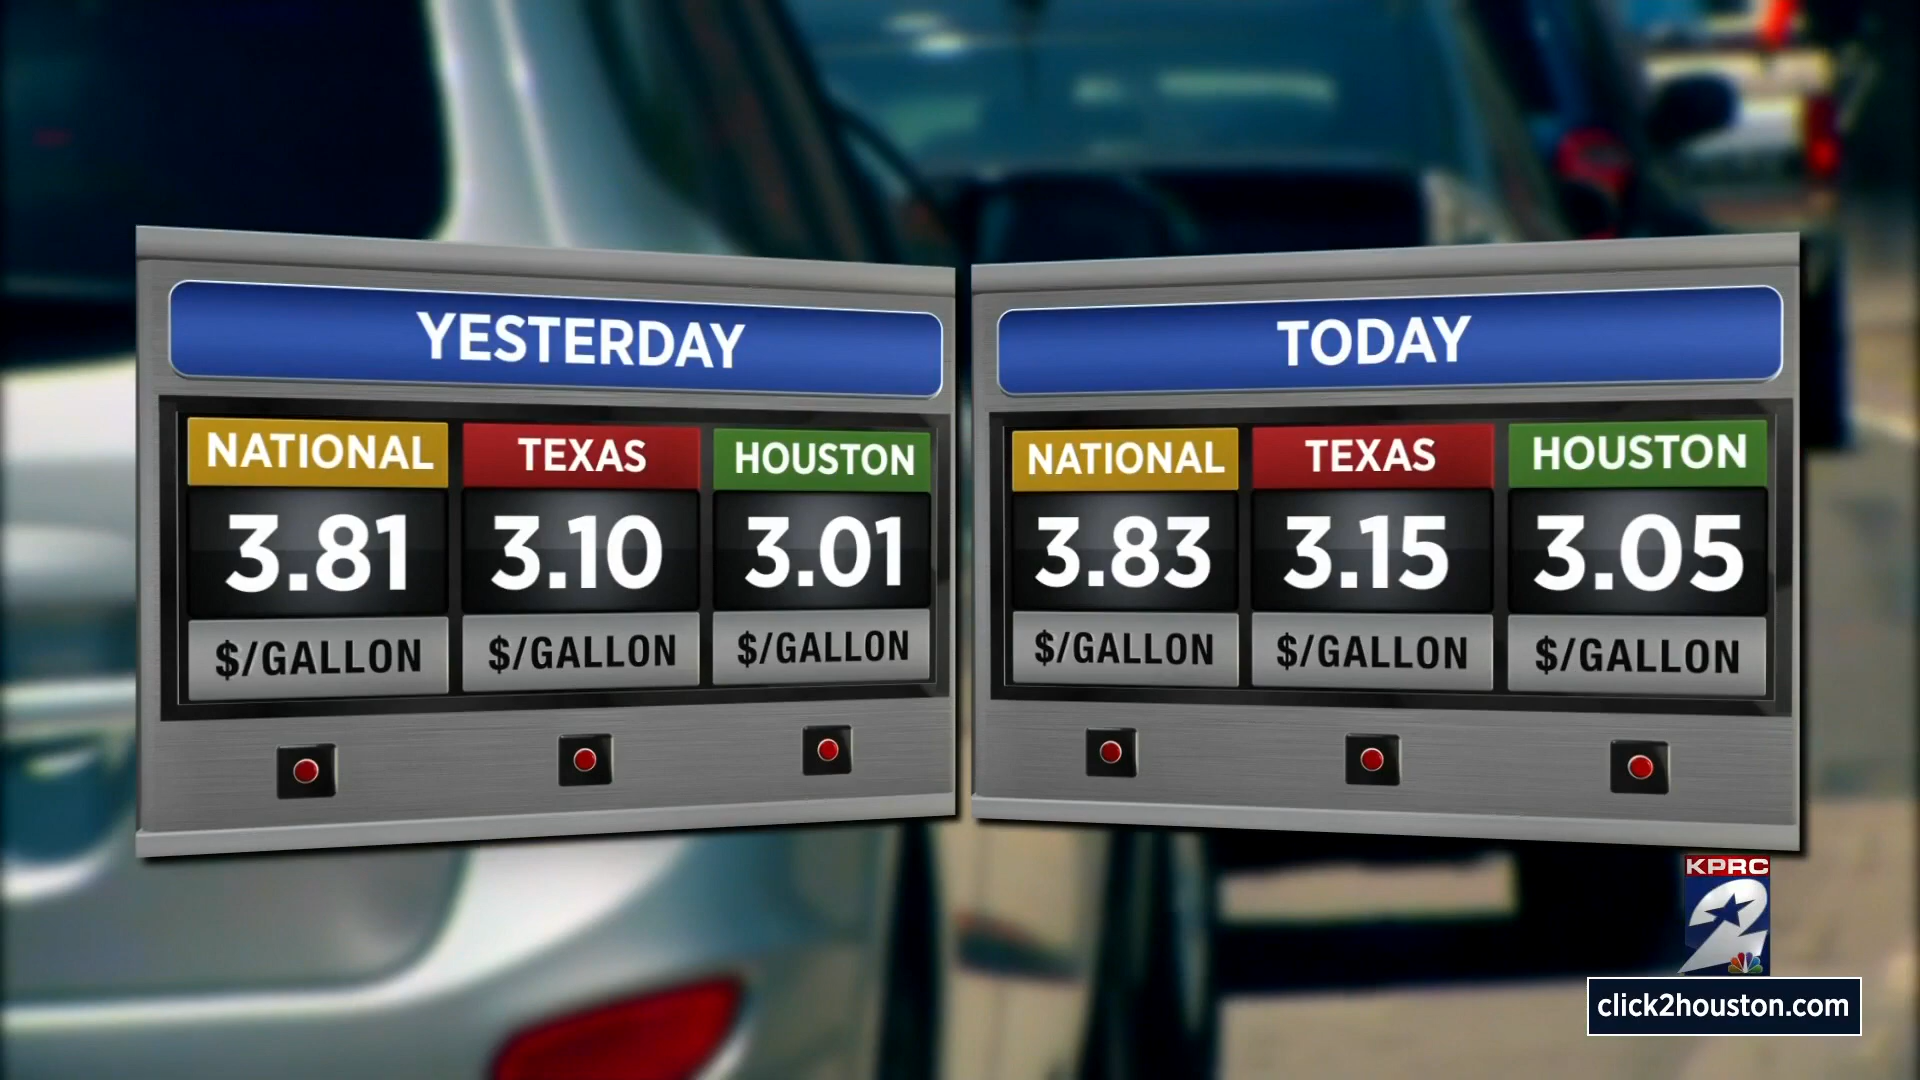 YESTERDAY
NATIONAL TEXAS HOUSTON
3.81 3.10 3.01
$/GALLON $/GALLON $/GALLON
TODAY
NATIONAL TEXAS HOUSTON
3.83 3.15 3.05
$/GALLON $/GALLON $/GALLON
KPRC
2
click2houston.com